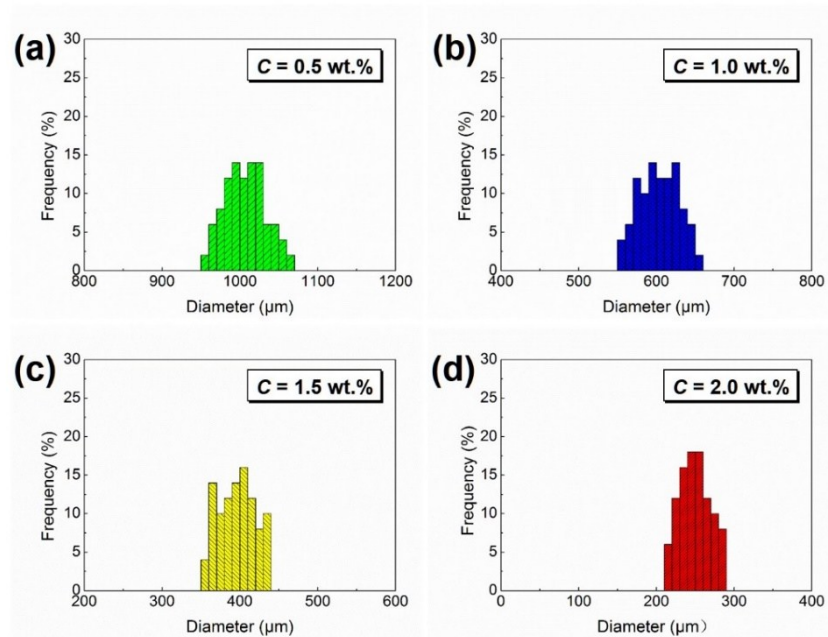 (a)
C = 0.5 wt.%
30
25
20
15
10
5
0
Frequency (%)
800 900 1000 1100 1200
Diameter (μm)
(b)
C = 1.0 wt.%
30
25
20
15
10
5
0
Frequency (%)
400 500 600 700 800
Diameter (μm)
(c)
C = 1.5 wt.%
30
25
20
15
10
5
0
Frequency (%)
200 300 400 500 600
Diameter (μm)
(d)
C = 2.0 wt.%
30
25
20
15
10
5
0
Frequency (%)
0 100 200 300 400
Diameter (μm）